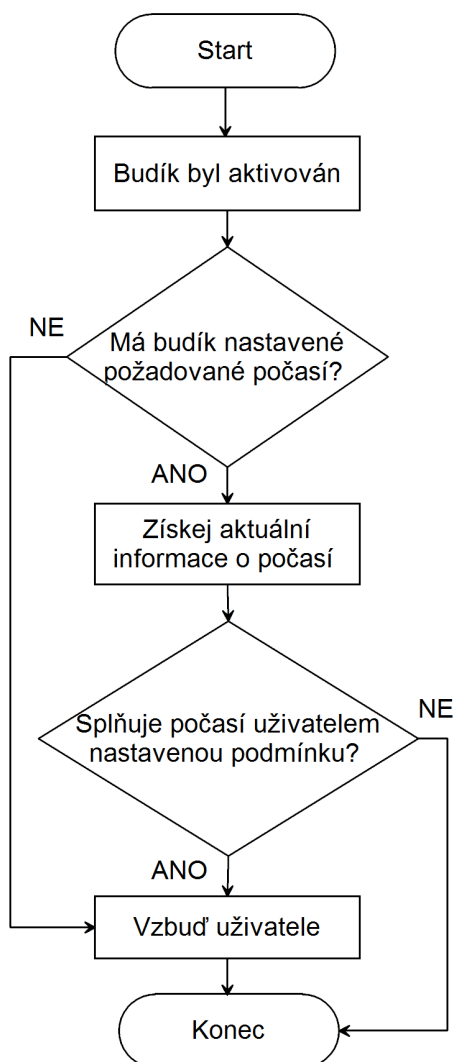 Start
Budík byl aktivován
NE
Má budík nastavené
požadované počasí?
ANO
Získej aktuální
informace o počasí
NE
Splňuje počasí uživatelem
nastavenou podmínku?
ANO
Vzbuď uživatele
Konec